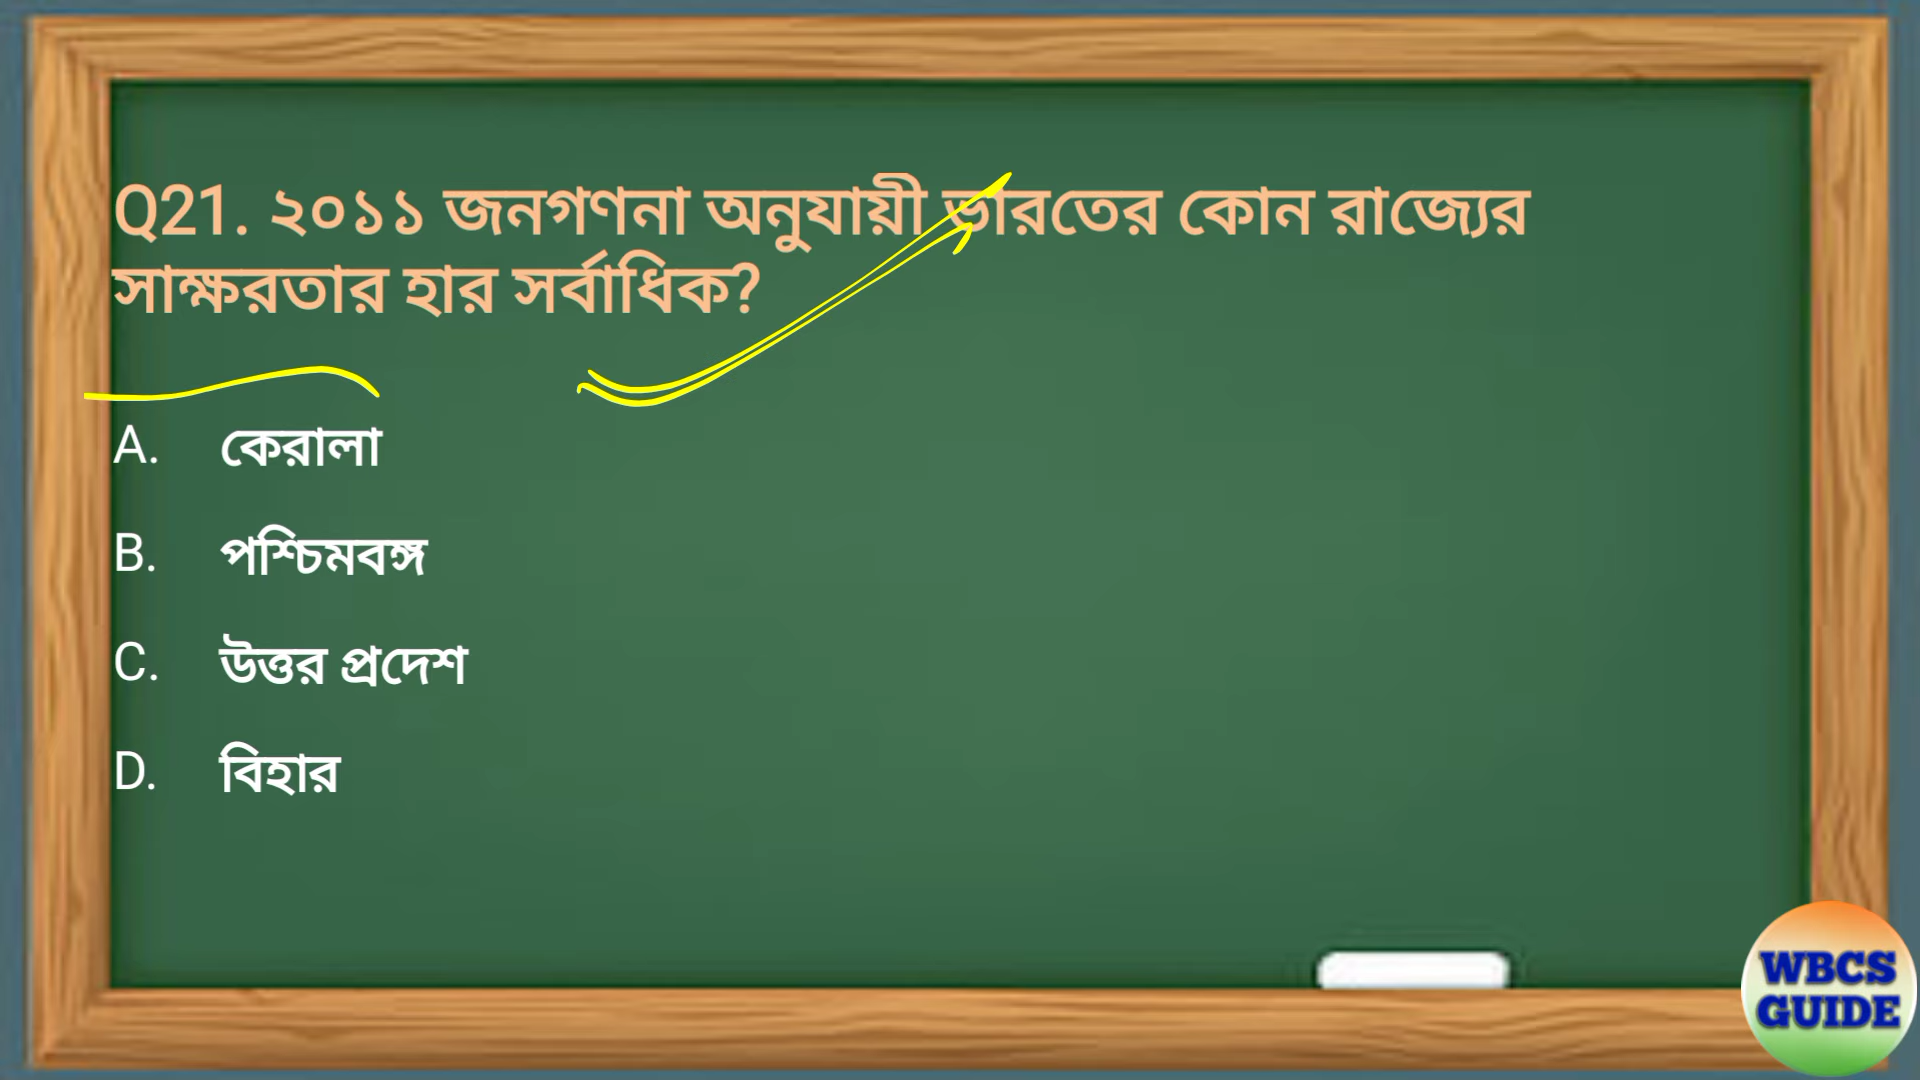 Q21. ২০১১ জনগণনা অনুযায়ী ভারতের কোন রাজ্যের
সাক্ষরতার হার সর্বাধিক?
A. কেরালা
B. পশ্চিমবঙ্গ
C. উত্তর প্রদেশ
D. বিহার
WBCS
GUIDE